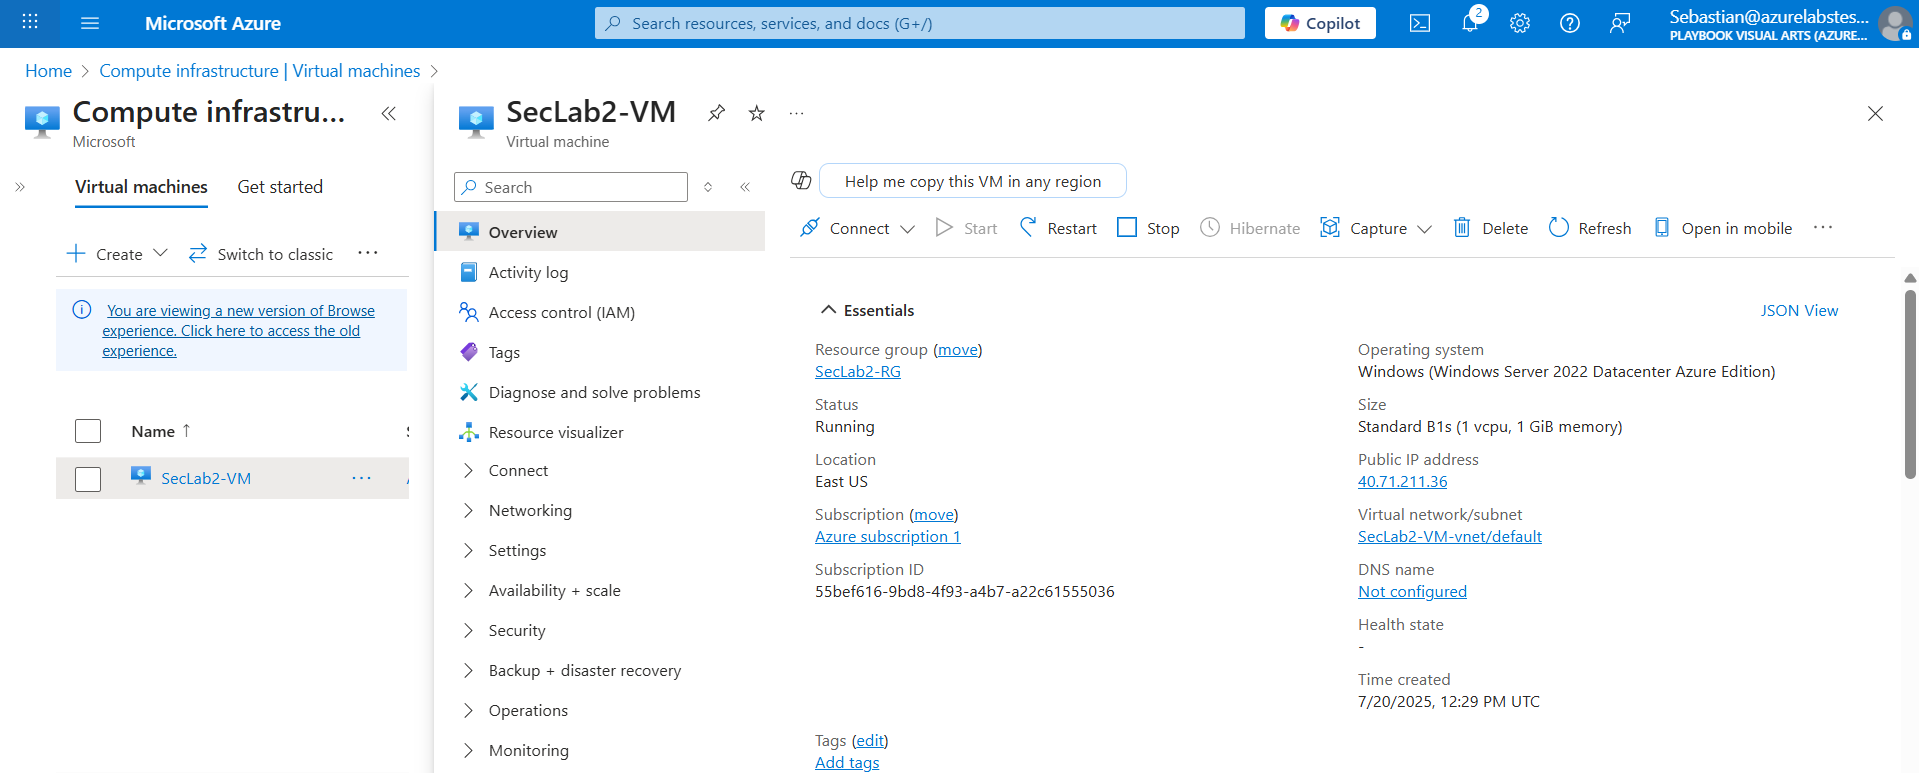 Microsoft Azure
Search resources, services, and docs (G+/)
Copilot
2
Sebastian@azurelabstes...
PLAYBOOK VISUAL ARTS (AZURE...
Home > Compute infrastructure | Virtual machines >
Compute infrastru...
Microsoft
Virtual machines
Get started
Create
Switch to classic
You are viewing a new version of Browse
experience. Click here to access the old
experience.
Name ↑
SecLab2-VM
SecLab2-VM
Virtual machine
Search
Overview
Activity log
Access control (IAM)
Tags
Diagnose and solve problems
Resource visualizer
Connect
Networking
Settings
Availability + scale
Security
Backup + disaster recovery
Operations
Monitoring
Help me copy this VM in any region
Connect
Start
Restart
Stop
Hibernate
Capture
Delete
Refresh
Open in mobile
Essentials
JSON View
Resource group (move)
SecLab2-RG
Status
Running
Location
East US
Subscription (move)
Azure subscription 1
Subscription ID
55bef616-9bd8-4f93-a4b7-a22c61555036
Operating system
Windows (Windows Server 2022 Datacenter Azure Edition)
Size
Standard B1s (1 vcpu, 1 GiB memory)
Public IP address
40.71.211.36
Virtual network/subnet
SecLab2-VM-vnet/default
DNS name
Not configured
Health state
-
Time created
7/20/2025, 12:29 PM UTC
Tags (edit)
Add tags